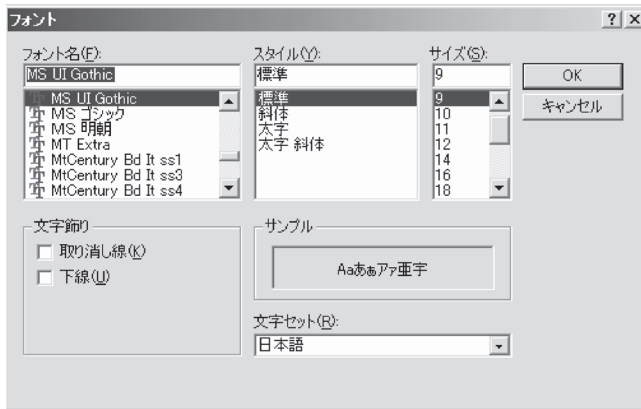 フォント
フォント名(F):
MS UI Gothic
MS UI Gothic
MS ゴシック
MS 明朝
MT Extra
MtCentury Bd It ss1
MtCentury Bd It ss3
MtCentury Bd It ss4
スタイル(Y):
標準
標準
斜体
太字
太字 斜体
サイズ(S):
9
9
10
11
12
14
16
18
OK
キャンセル
文字飾り
取り消し線(K)
下線(U)
サンプル
Aaあぁアァ亜宇
文字セット(R):
日本語